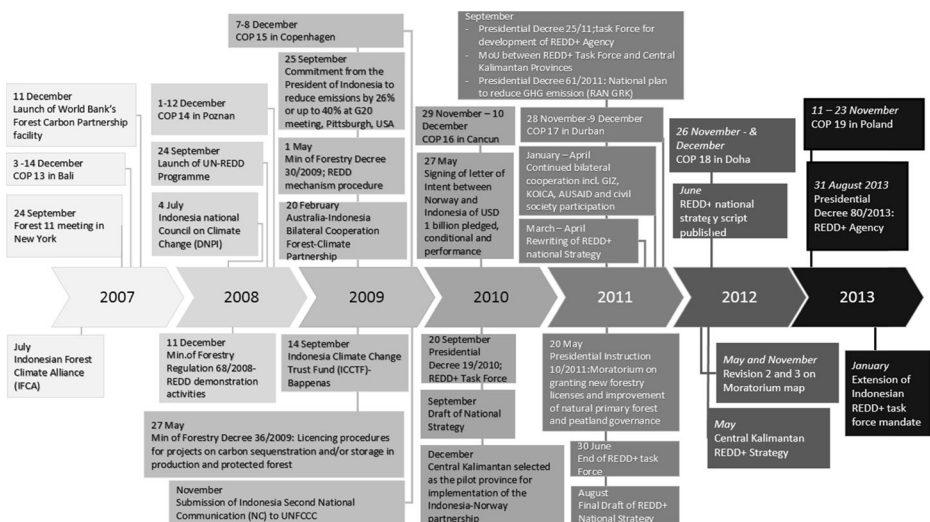 11 December
Launch of World Bank's
Forest Carbon Partnership
facility
3 -14 December
COP 13 in Bali
24 September
Forest 11 meeting in
New York
1-12 December
COP 14 in Poznan
24 September
Launch of UN-REDD
Programme
4 July
Indonesia national
Council on Climate
Change (DNPI)
7-8 December
COP 15 in Copenhagen
25 September
Commitment from the
President of Indonesia to
reduce emissions by 26%
or up to 40% at G20
meeting, Pittsburg, USA
1 May
Min of Forestry Decree
30/2009; REDD
mechanism procedure
20 February
Australia-Indonesia
Bilateral Cooperation
Forest-Climate
Partnership
29 November – 10
December
COP 16 in Cancun
27 May
Signing of letter of
Intent between
Norway and
Indonesia of USD
1 billion pledged,
conditional and
performance
September
- Presidential Decree 25/11;task Force for
development of REDD+ Agency
- MoU between REDD+ Task Force and Central
Kalimantan Provinces
- Presidential Decree 61/2011: National plan
to reduce GHG emission (RAN GRK)
28 November-9 December
COP 17 in Durban
January – April
Continued bilateral
cooperation incl. GIZ,
KOICA, AUSAID and civil
society participation
March – April
Rewriting of REDD+
national Strategy
26 November - &
December
COP 18 in Doha
June
REDD+ national
strategy script
published
11 – 23 November
COP 19 in Poland
31 August 2013
Presidential
Decree 80/2013:
REDD+ Agency
2007
2008
2009
2010
2011
2012
2013
July
Indonesian Forest
Climate Alliance
(IFCA)
11 December
Min.of Forestry
Regulation 68/2008-
REDD demonstration
activities
27 May
Min of Forestry Decree 36/2009: Licencing procedures
for projects on carbon sequenstration and/or storage in
production and protected forest
14 September
Indonesia Climate Change
Trust Fund (ICCTF)-
Bappenas
November
Submission of Indonesia Second National
Communication (NC) to UNFCCC
20 September
Presidential
Decree 19/2010;
REDD+ Task Force
September
Draft of National
Strategy
December
Central Kalimantan selected
as the pilot province for
implementation of the
Indonesia-Norway
partnership
20 May
Presidential Instruction
10/2011:Moratorium on
granting new forestry
licenses and improvement
of natural primary forest
and peatland governance
30 June
End of REDD+ task
Force
August
Final Draft of REDD+
National Strategy
May and November
Revision 2 and 3 on
Moratorium map
May
Central Kalimantan
REDD+ Strategy
January
Extension of
Indonesian
REDD+ task
force mandate